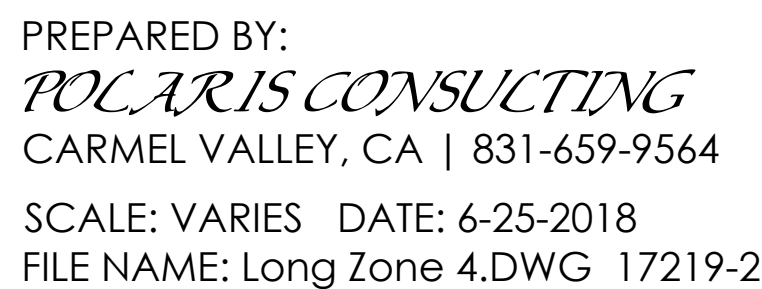 PREPARED BY:
POLARIS CONSULTING
CARMEL VALLEY, CA | 831-659-9564
SCALE: VARIES DATE: 6-25-2018
FILE NAME: Long Zone 4.DWG 17219-2